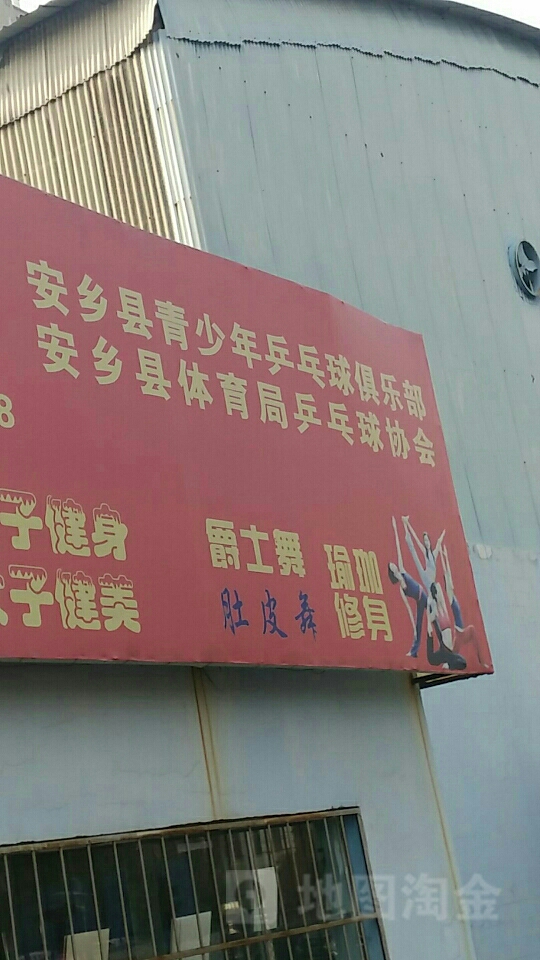 安乡县青少年乒乓球俱乐部
安乡县体育局乒乓球协会
8
子健身
子健美
爵士舞
肚皮舞
瑜珈
修身
地图淘金